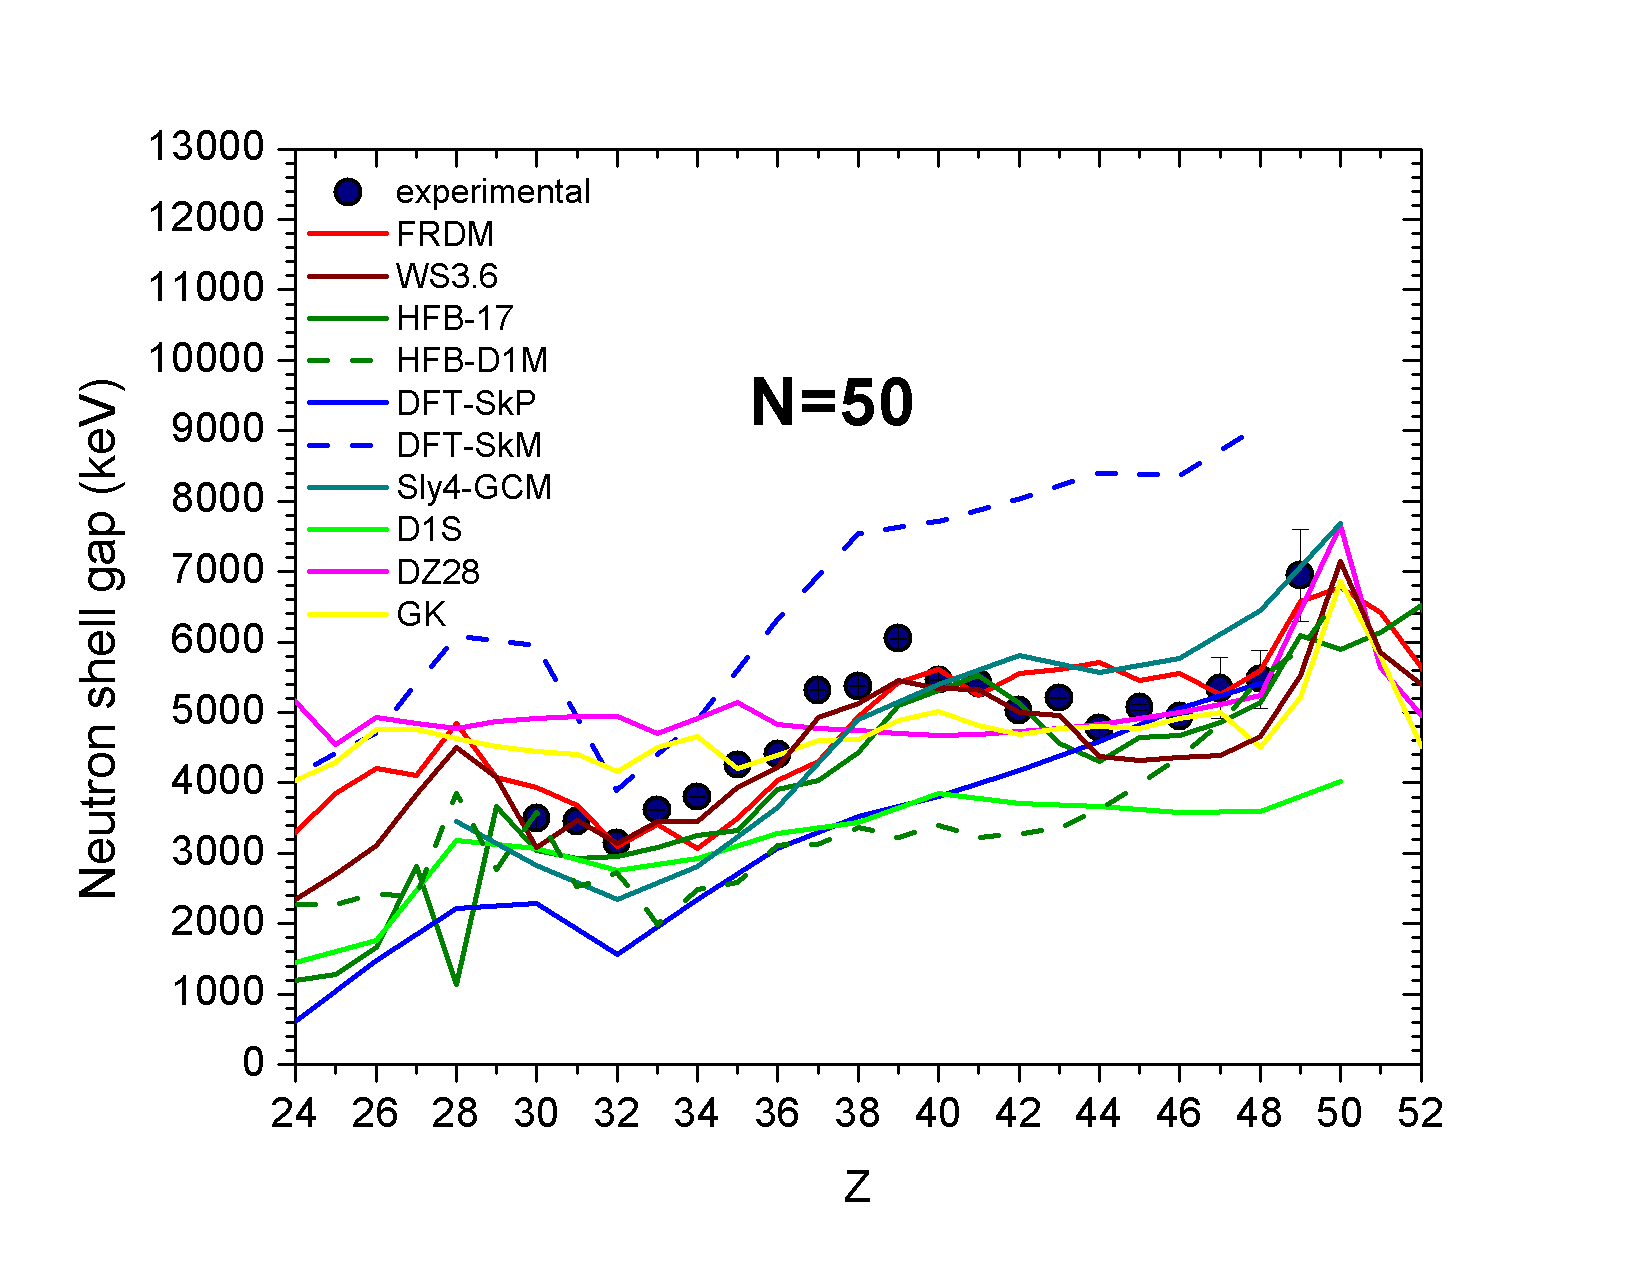 13000
12000
11000
10000
9000
8000
7000
6000
5000
4000
3000
2000
1000
0
Neutron shell gap (keV)
experimental
FRDM
WS3.6
HFB-17
HFB-D1M
DFT-SkP
DFT-SkM
Sly4-GCM
D1S
DZ28
GK
N=50
24 26 28 30 32 34 36 38 40 42 44 46 48 50 52
Z